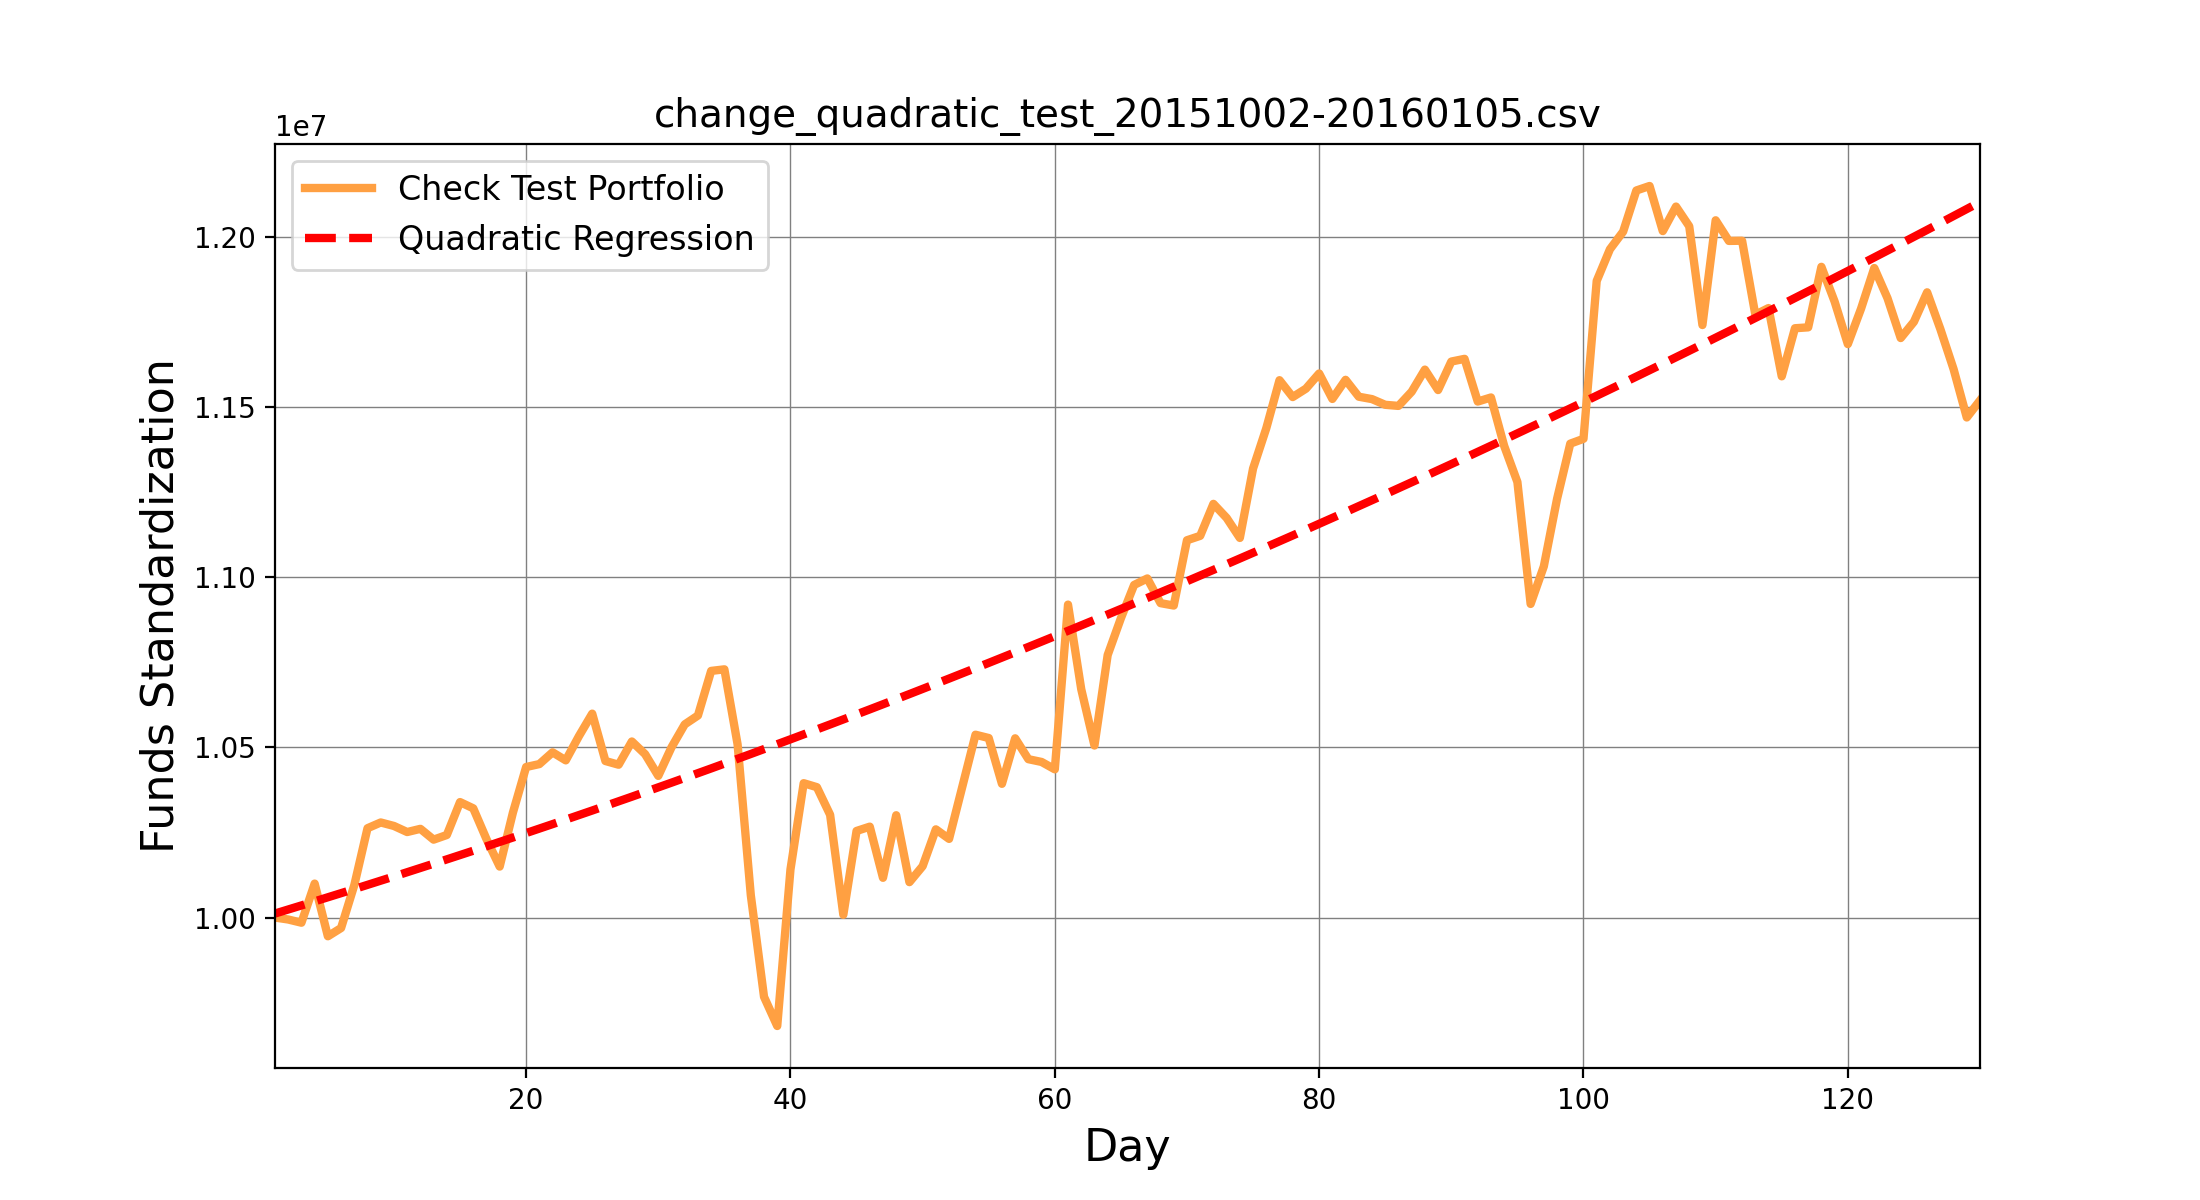 change_quadratic_test_20151002-20160105.csv
1e7
Check Test Portfolio
Quadratic Regression
Funds Standardization
1.20
1.15
1.10
1.05
1.00
20 40 60 80 100 120
Day